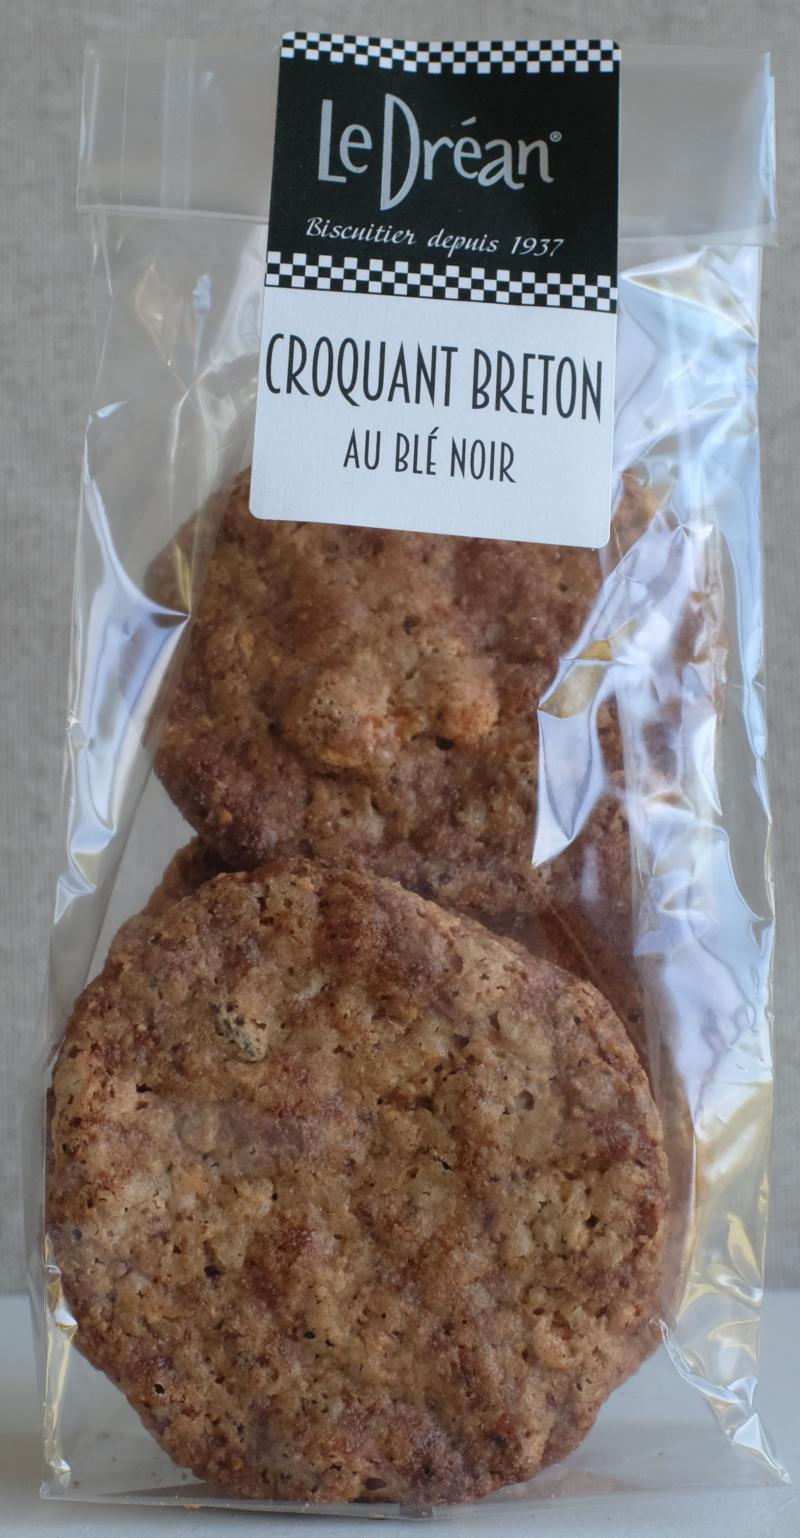 Le Dréan®
Biscuitier depuis 1937
CROQUANT BRETON
AU BLÉ NOIR